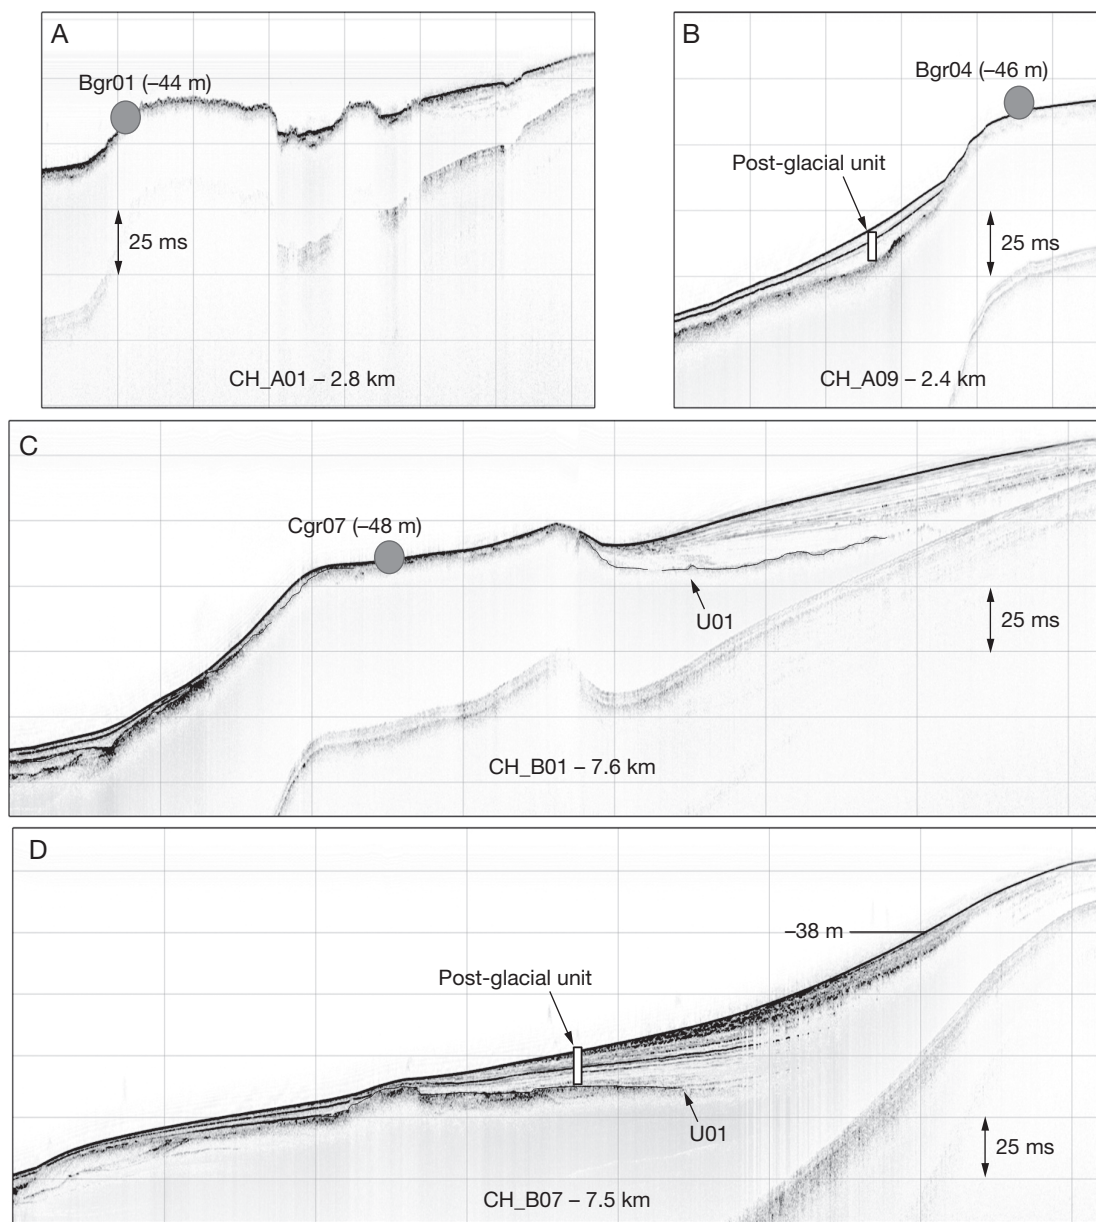 A
Bgr01 (–44 m)
25 ms
CH_A01 – 2.8 km
B
Bgr04 (–46 m)
Post-glacial unit
25 ms
CH_A09 – 2.4 km
C
Cgr07 (–48 m)
U01
25 ms
CH_B01 – 7.6 km
D
–38 m
Post-glacial unit
U01
25 ms
CH_B07 – 7.5 km